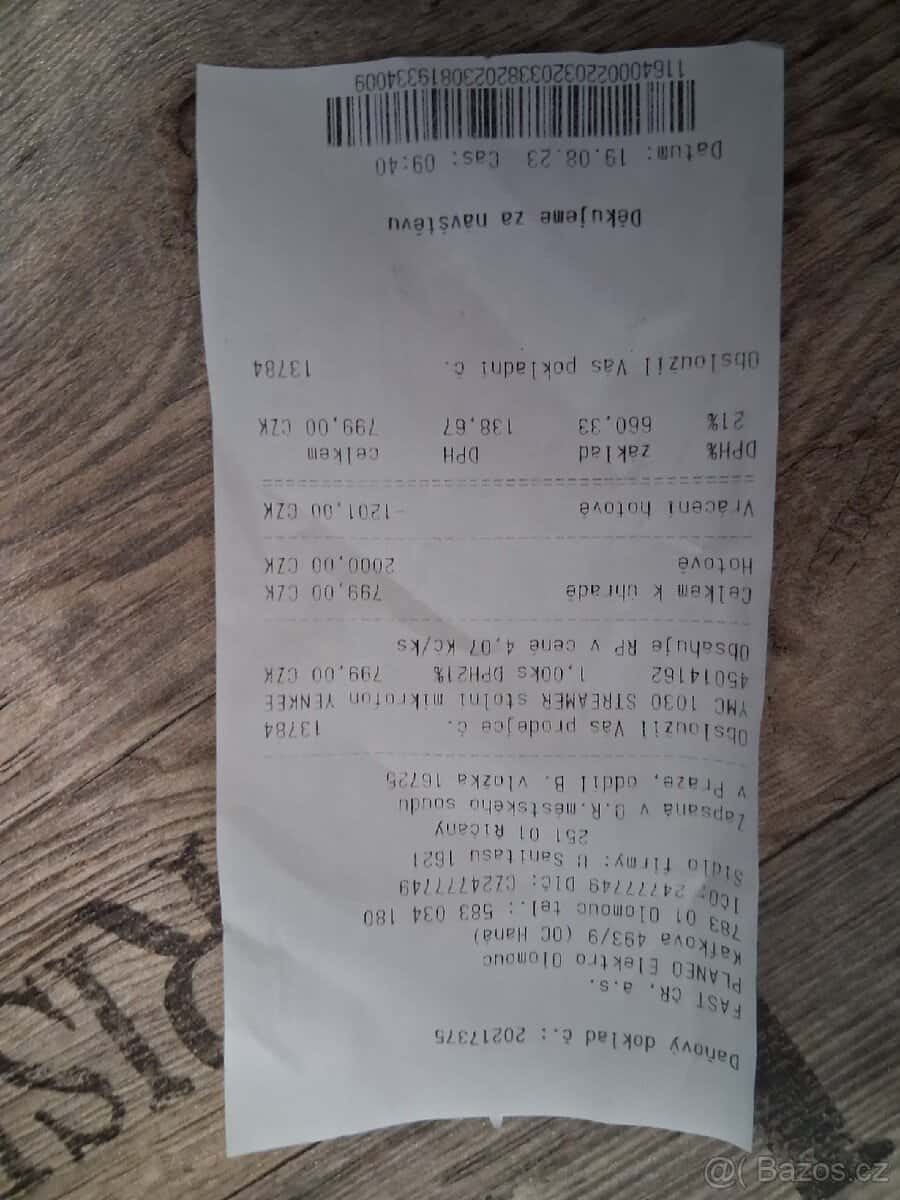 Daňový doklad č.: 20217375
FAST ČR, a.s.
PLANEO Elektro Olomouc
Kafkova 493/9 (OC Haná)
783 01 Olomouc tel.: 583 034 180
IČO: 24777749 DIČ: CZ24777749
Sídlo firmy: U Sanitasu 1621
251 01 Říčany
Zapsaná v O.R.městského soudu
v Praze, oddíl B. vložka 16725
Obsloužil Vás prodejce č. 13784
YMC 1030 STREAMER stolní mikrofon YENKEE
45014162 1,00ks DPH21% 799,00 CZK
Obsahuje RP v ceně 4,07 Kč/ks
Celkem k úhradě 799,00 CZK
Hotově 2000,00 CZK
Vrácení hotově -1201,00 CZK
DPH% základ DPH celkem
21% 660,33 138,67 799,00 CZK
Obsloužil Vás pokladní č. 13784
Děkujeme za návštěvu
Datum: 19.08.23 Čas: 09:40
116400022032033820230819334009
@( Bazos.cz